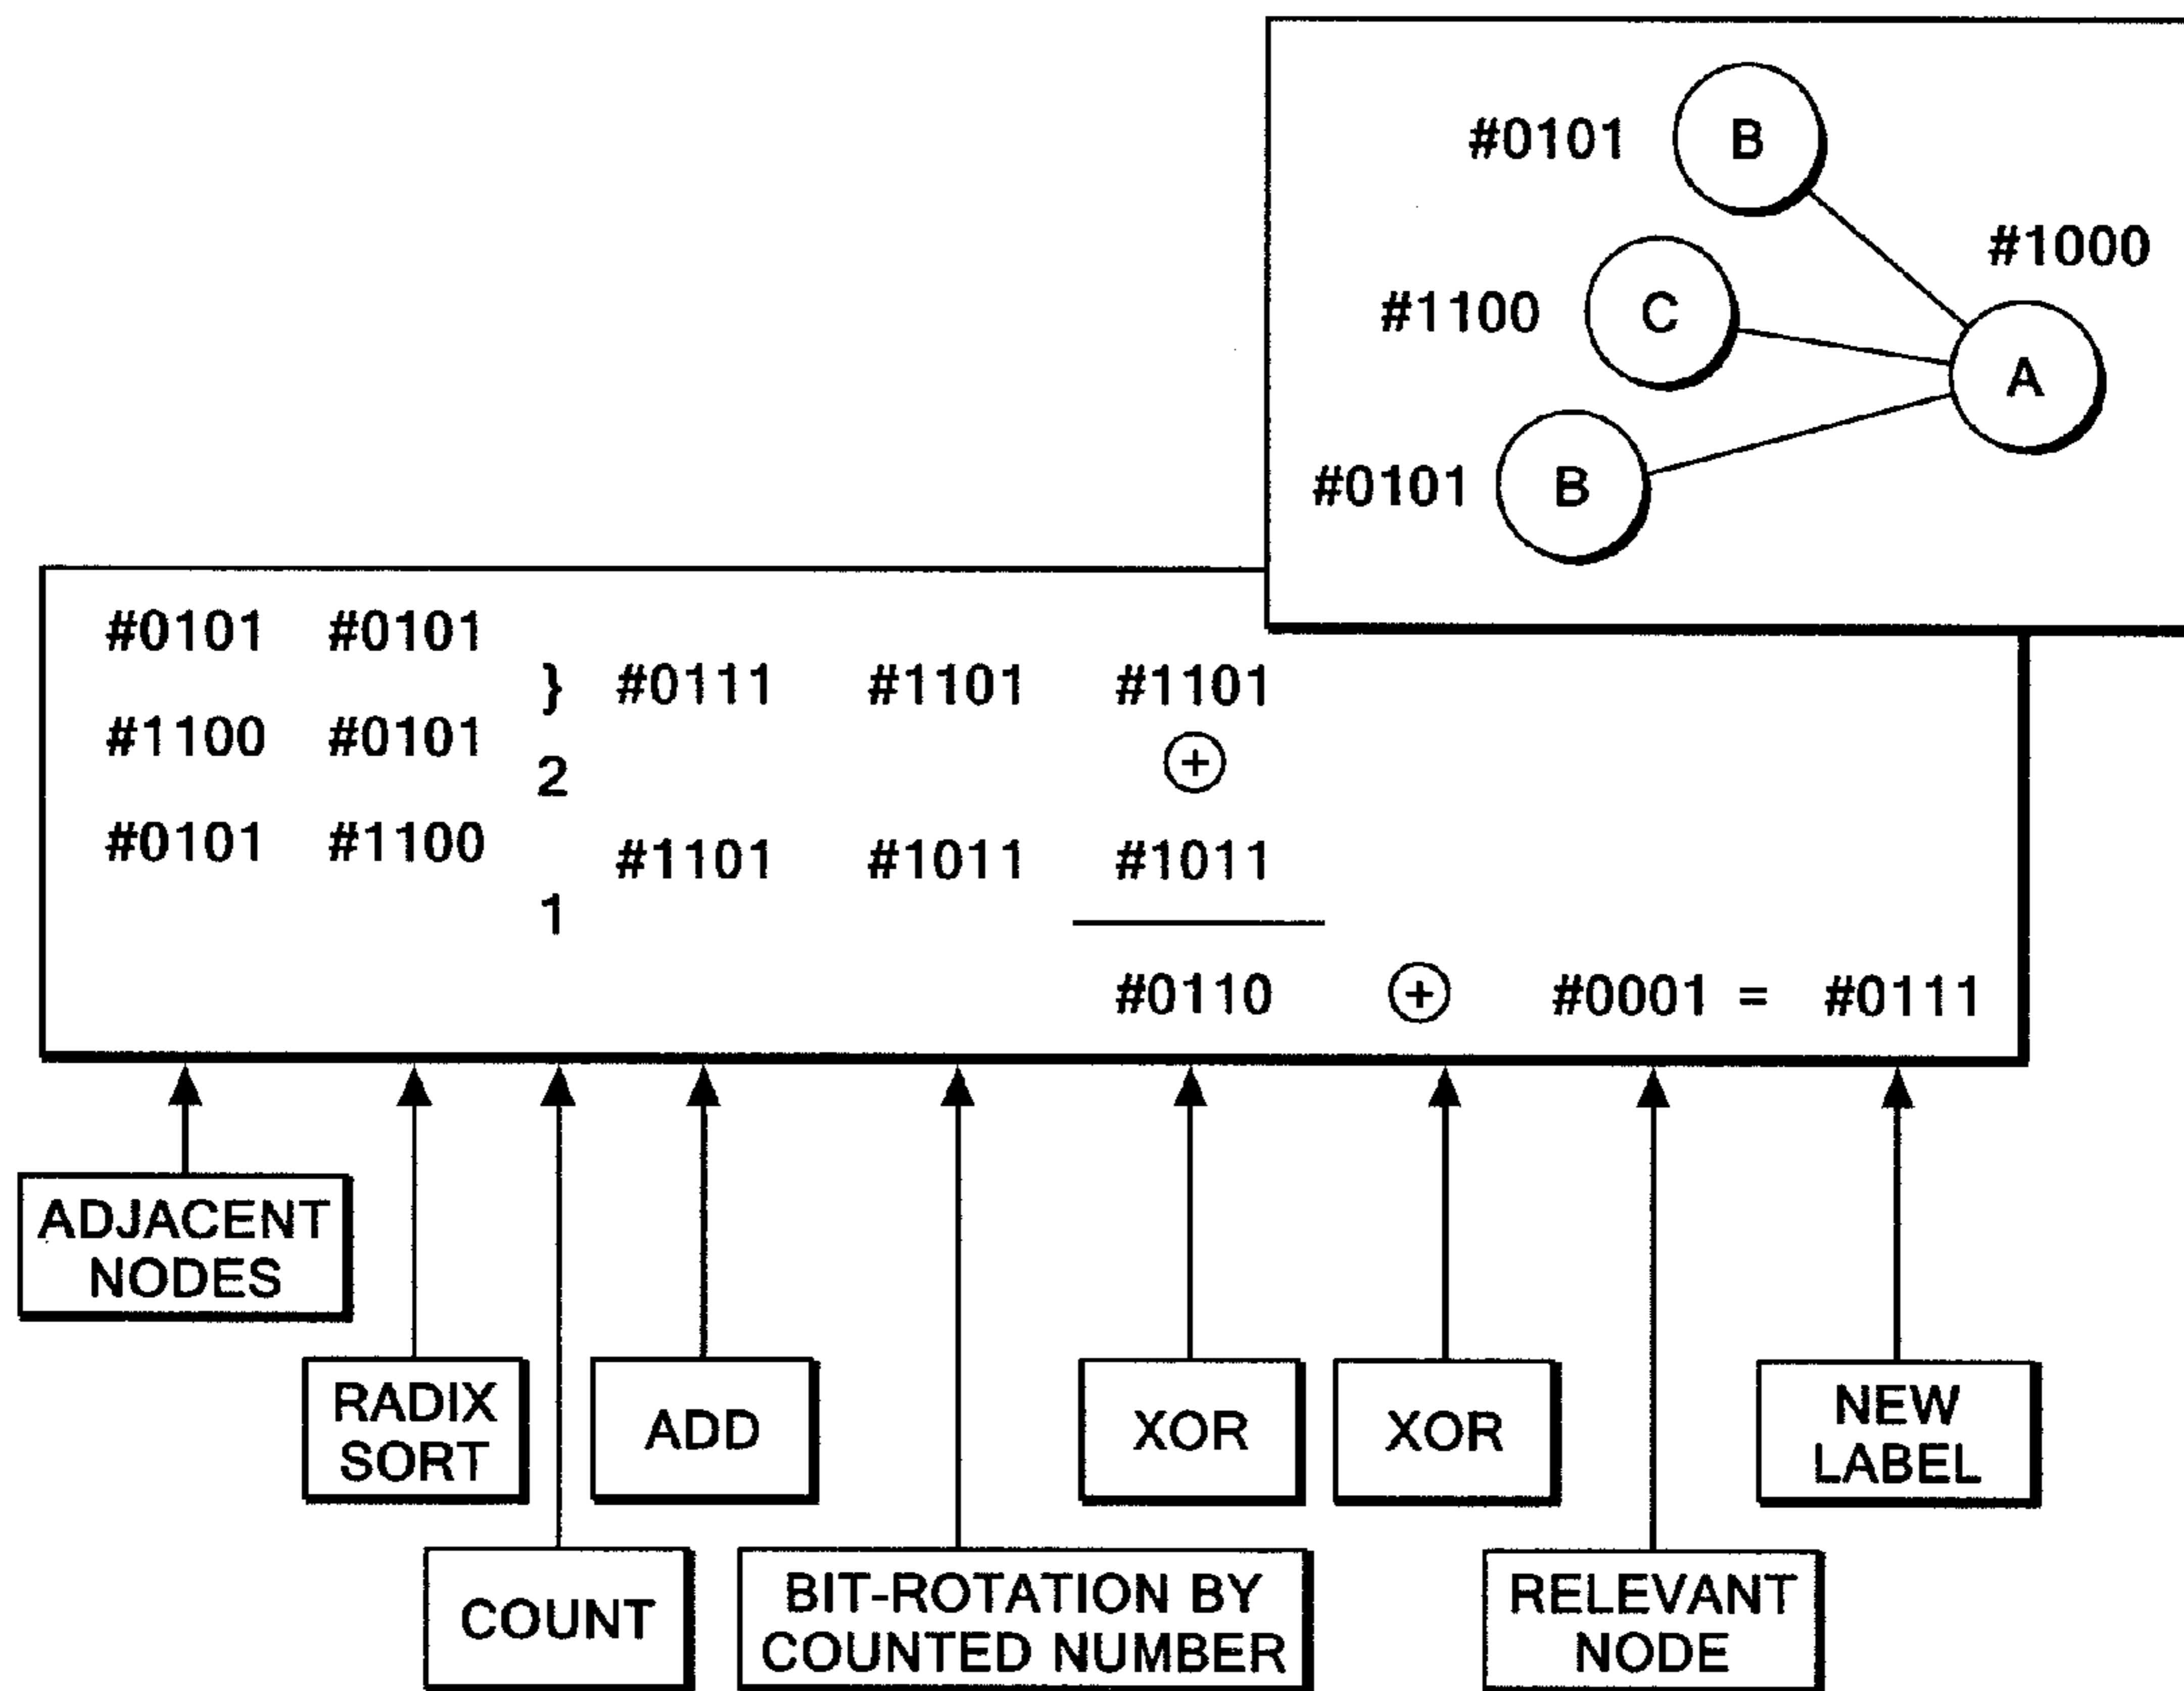 #0101 B
#1000
#1100 C
A
#0101 B
#0101 #0101
} #0111 #1101 #1101
#1100 #0101
2 ⊕
#0101 #1100
#1101 #1011 #1011
1
#0110 ⊕ #0001 = #0111
ADJACENT
NODES
RADIX
SORT
ADD
XOR
XOR
NEW
LABEL
COUNT
BIT-ROTATION BY
COUNTED NUMBER
RELEVANT
NODE